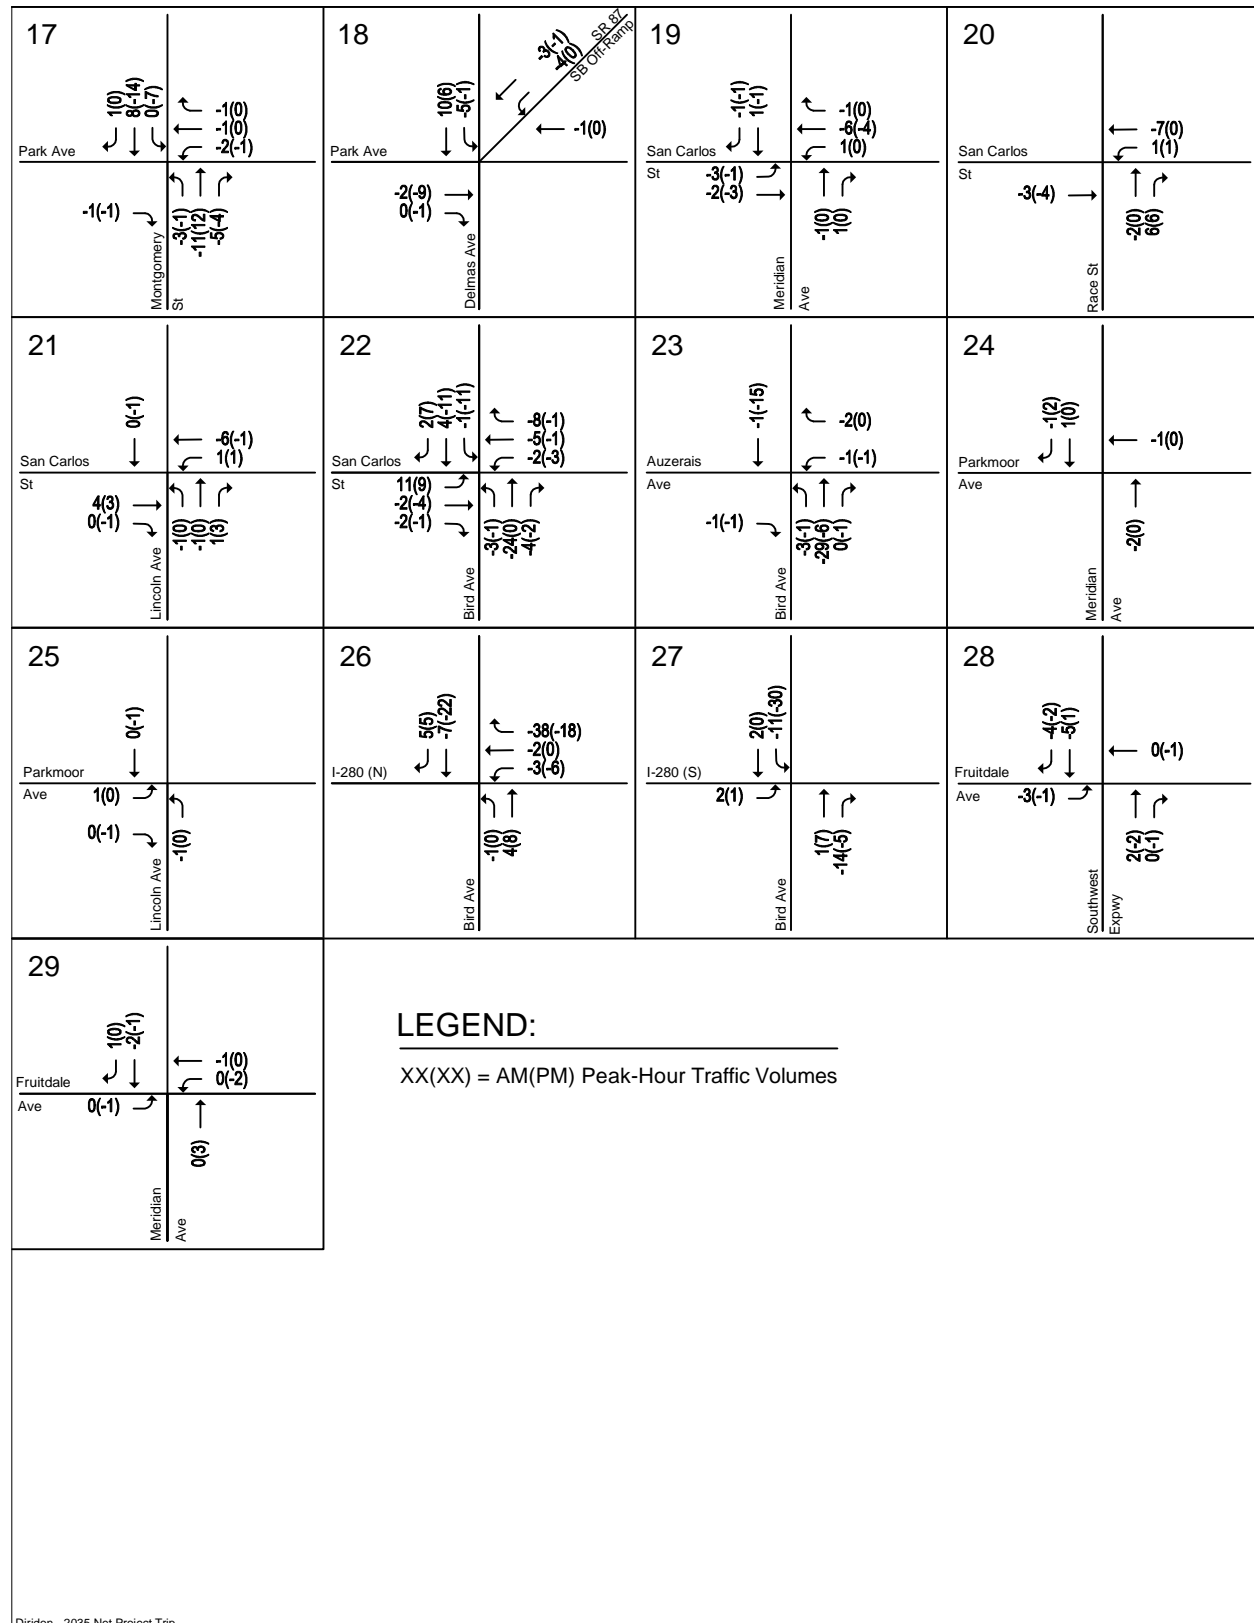 17
1(0)
8(-14)
0(-7)
-1(0)
-1(0)
-2(-1)
Park Ave
-1(-1)
-3(-1)
-11(12)
-5(-4)
Montgomery
St
18
SR 87
SB Off-Ramp
-3(-1)
-4(0)
10(6)
-5(-1)
-1(0)
Park Ave
-2(-9)
0(-1)
Delmas Ave
19
-1(-1)
1(-1)
-1(0)
-6(-4)
1(0)
San Carlos
St
-3(-1)
-2(-3)
-1(0)
1(0)
Meridian
Ave
20
-7(0)
1(1)
San Carlos
St
-3(-4)
-2(0)
6(6)
Race St
21
0(-1)
-6(-1)
1(1)
San Carlos
St
4(3)
0(-1)
-1(0)
-1(0)
1(3)
Lincoln Ave
22
2(7)
4(-11)
-1(-11)
-8(-1)
-5(-1)
-2(-3)
San Carlos
St
11(9)
-2(-4)
-2(-1)
-3(-1)
-24(0)
-4(-2)
Bird Ave
23
-1(-15)
-2(0)
-1(-1)
Auzerais
Ave
-1(-1)
-3(-1)
-29(-6)
0(-1)
Bird Ave
24
-1(2)
1(0)
-1(0)
Parkmoor
Ave
-2(0)
Meridian
Ave
25
0(-1)
Parkmoor
Ave
1(0)
0(-1)
-1(0)
Lincoln Ave
26
5(5)
-7(-22)
-38(-18)
-2(0)
-3(-6)
I-280 (N)
-1(0)
4(8)
Bird Ave
27
2(0)
-11(-30)
I-280 (S)
2(1)
1(7)
-14(-5)
Bird Ave
28
-4(-2)
-5(1)
0(-1)
Fruitdale
Ave
-3(-1)
2(-2)
0(-1)
Southwest
Expwy
29
1(0)
-2(-1)
-1(0)
0(-2)
Fruitdale
Ave
0(-1)
0(3)
Meridian
Ave
LEGEND:
XX(XX) = AM(PM) Peak-Hour Traffic Volumes
Diridon - 2035 Net Project Trip